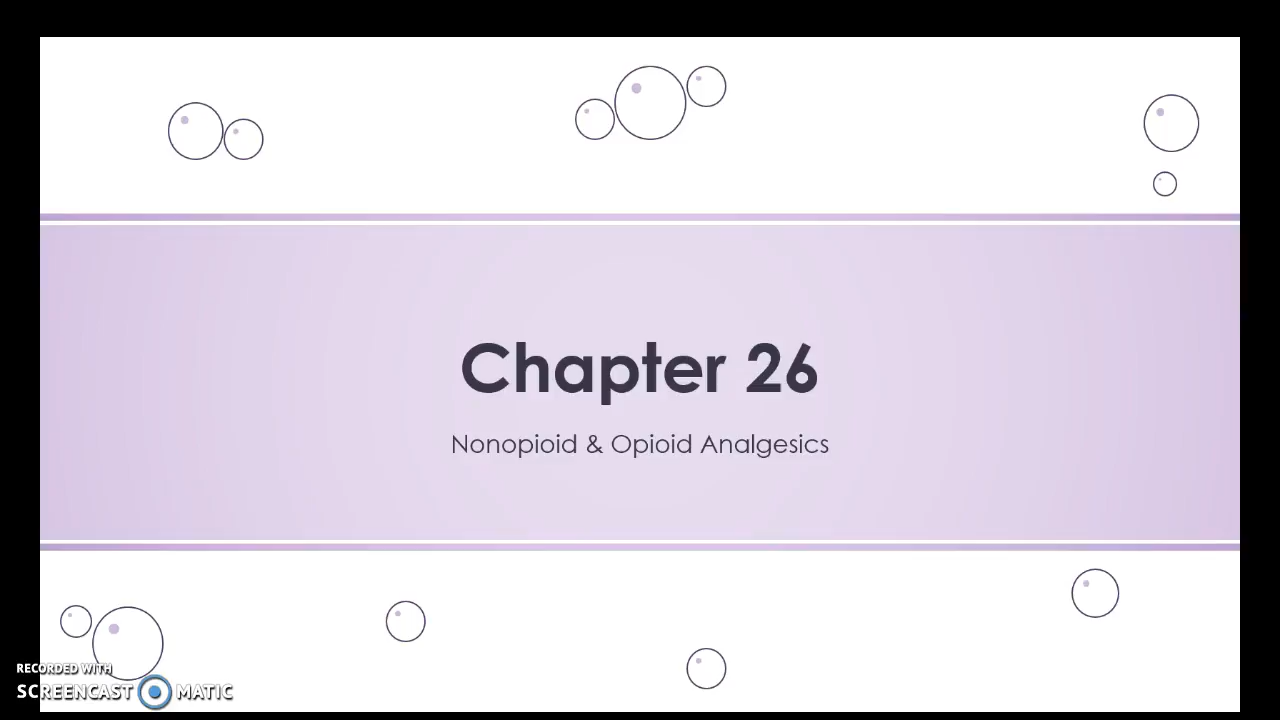 Chapter 26
Nonopioid & Opioid Analgesics
RECORDED WITH
SCREENCAST MATIC